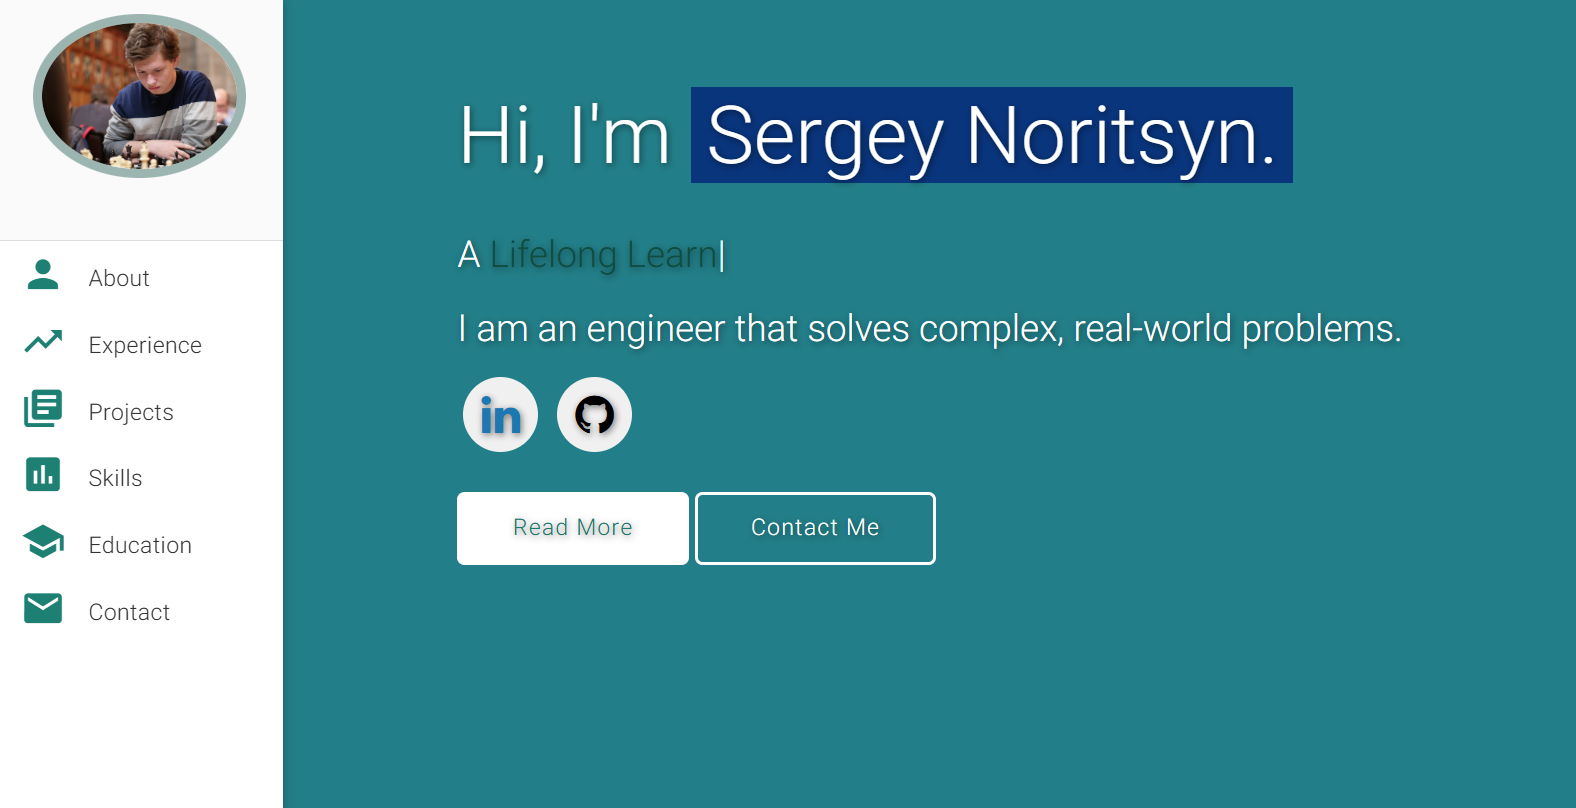 About
Experience
Projects
Skills
Education
Contact
Hi, I'm Sergey Noritsyn.
A Lifelong Learn|
I am an engineer that solves complex, real-world problems.
in
Read More
Contact Me